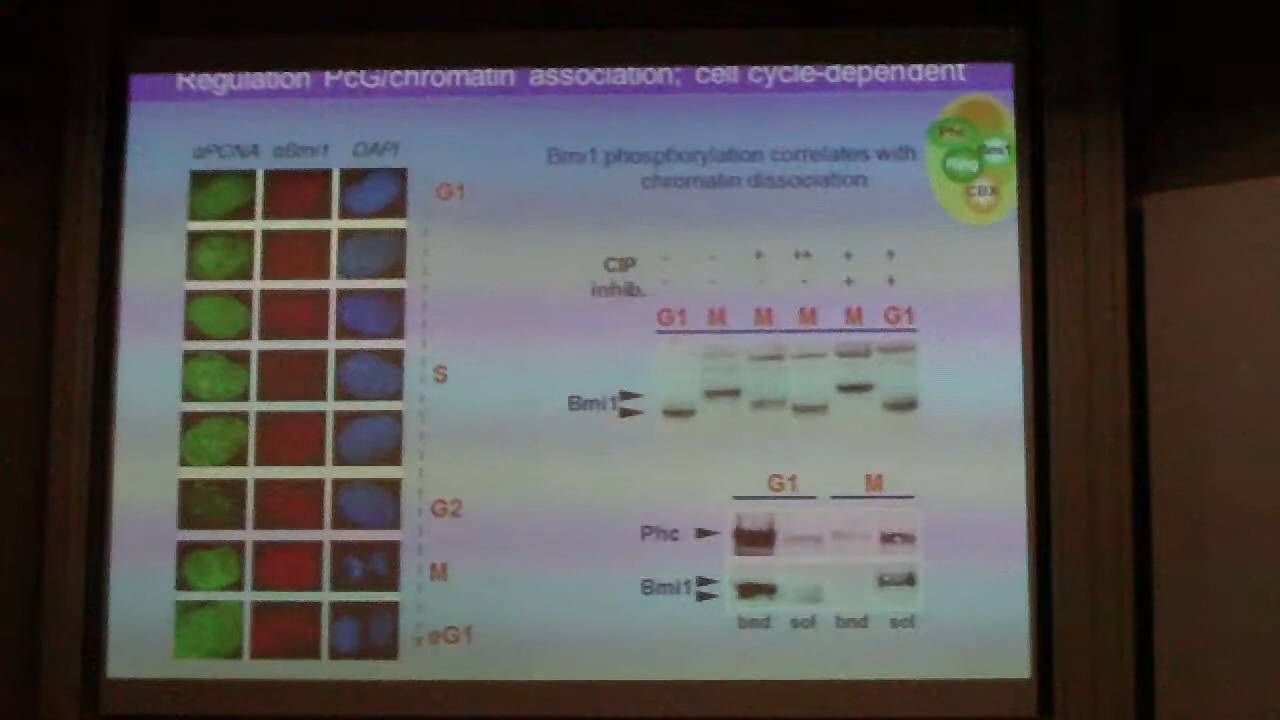 Regulation PcG/chromatin association; cell cycle-dependent
αPCNA αBmi1 DAPI
G1
S
G2
M
eG1
Bmi1 phosphorylation correlates with
chromatin dissociation
Phc
Bmi1
Ring
CBX
CIP - - + ++ + +
inhib. - - - - + +
G1 M M M M G1
Bmi1
G1 M
Phc
Bmi1
bnd sol bnd sol